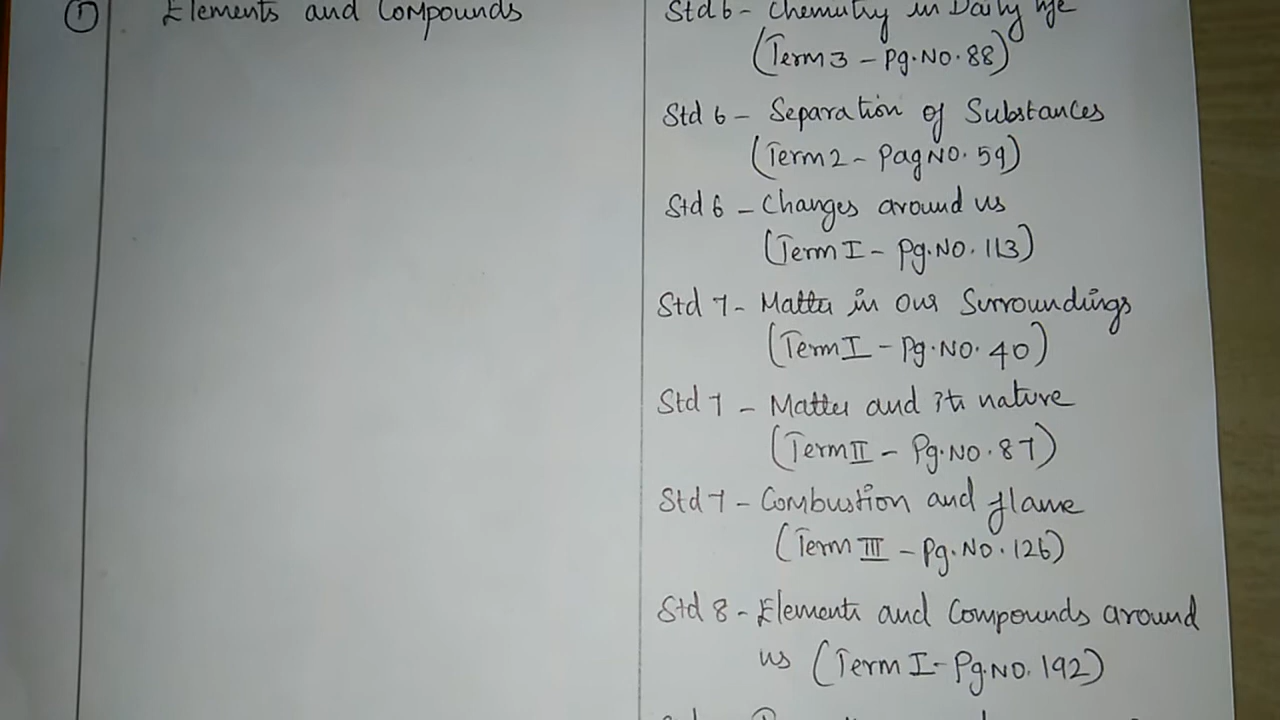 ① Elements and Compounds
Std 6 - Chemistry in Daily life
(Term 3 - Pg.No. 88)
Std 6 - Separation of Substances
(Term 2 - Pag No. 59)
Std 6 - Changes around us
(Term I - Pg.No. 113)
Std 7 - Matter in our Surroundings
(Term I - Pg.No. 40)
Std 7 - Matter and its nature
(Term II - Pg.No. 87)
Std 7 - Combustion and flame
(Term III - Pg.No. 126)
Std 8 - Elements and Compounds around
us (Term I - Pg.No. 192)